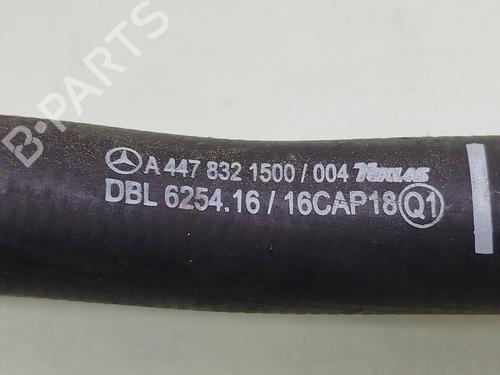 B-PARTS
A 447 832 1500 / 004 Teklas
DBL 6254.16 / 16CAP18 Q1